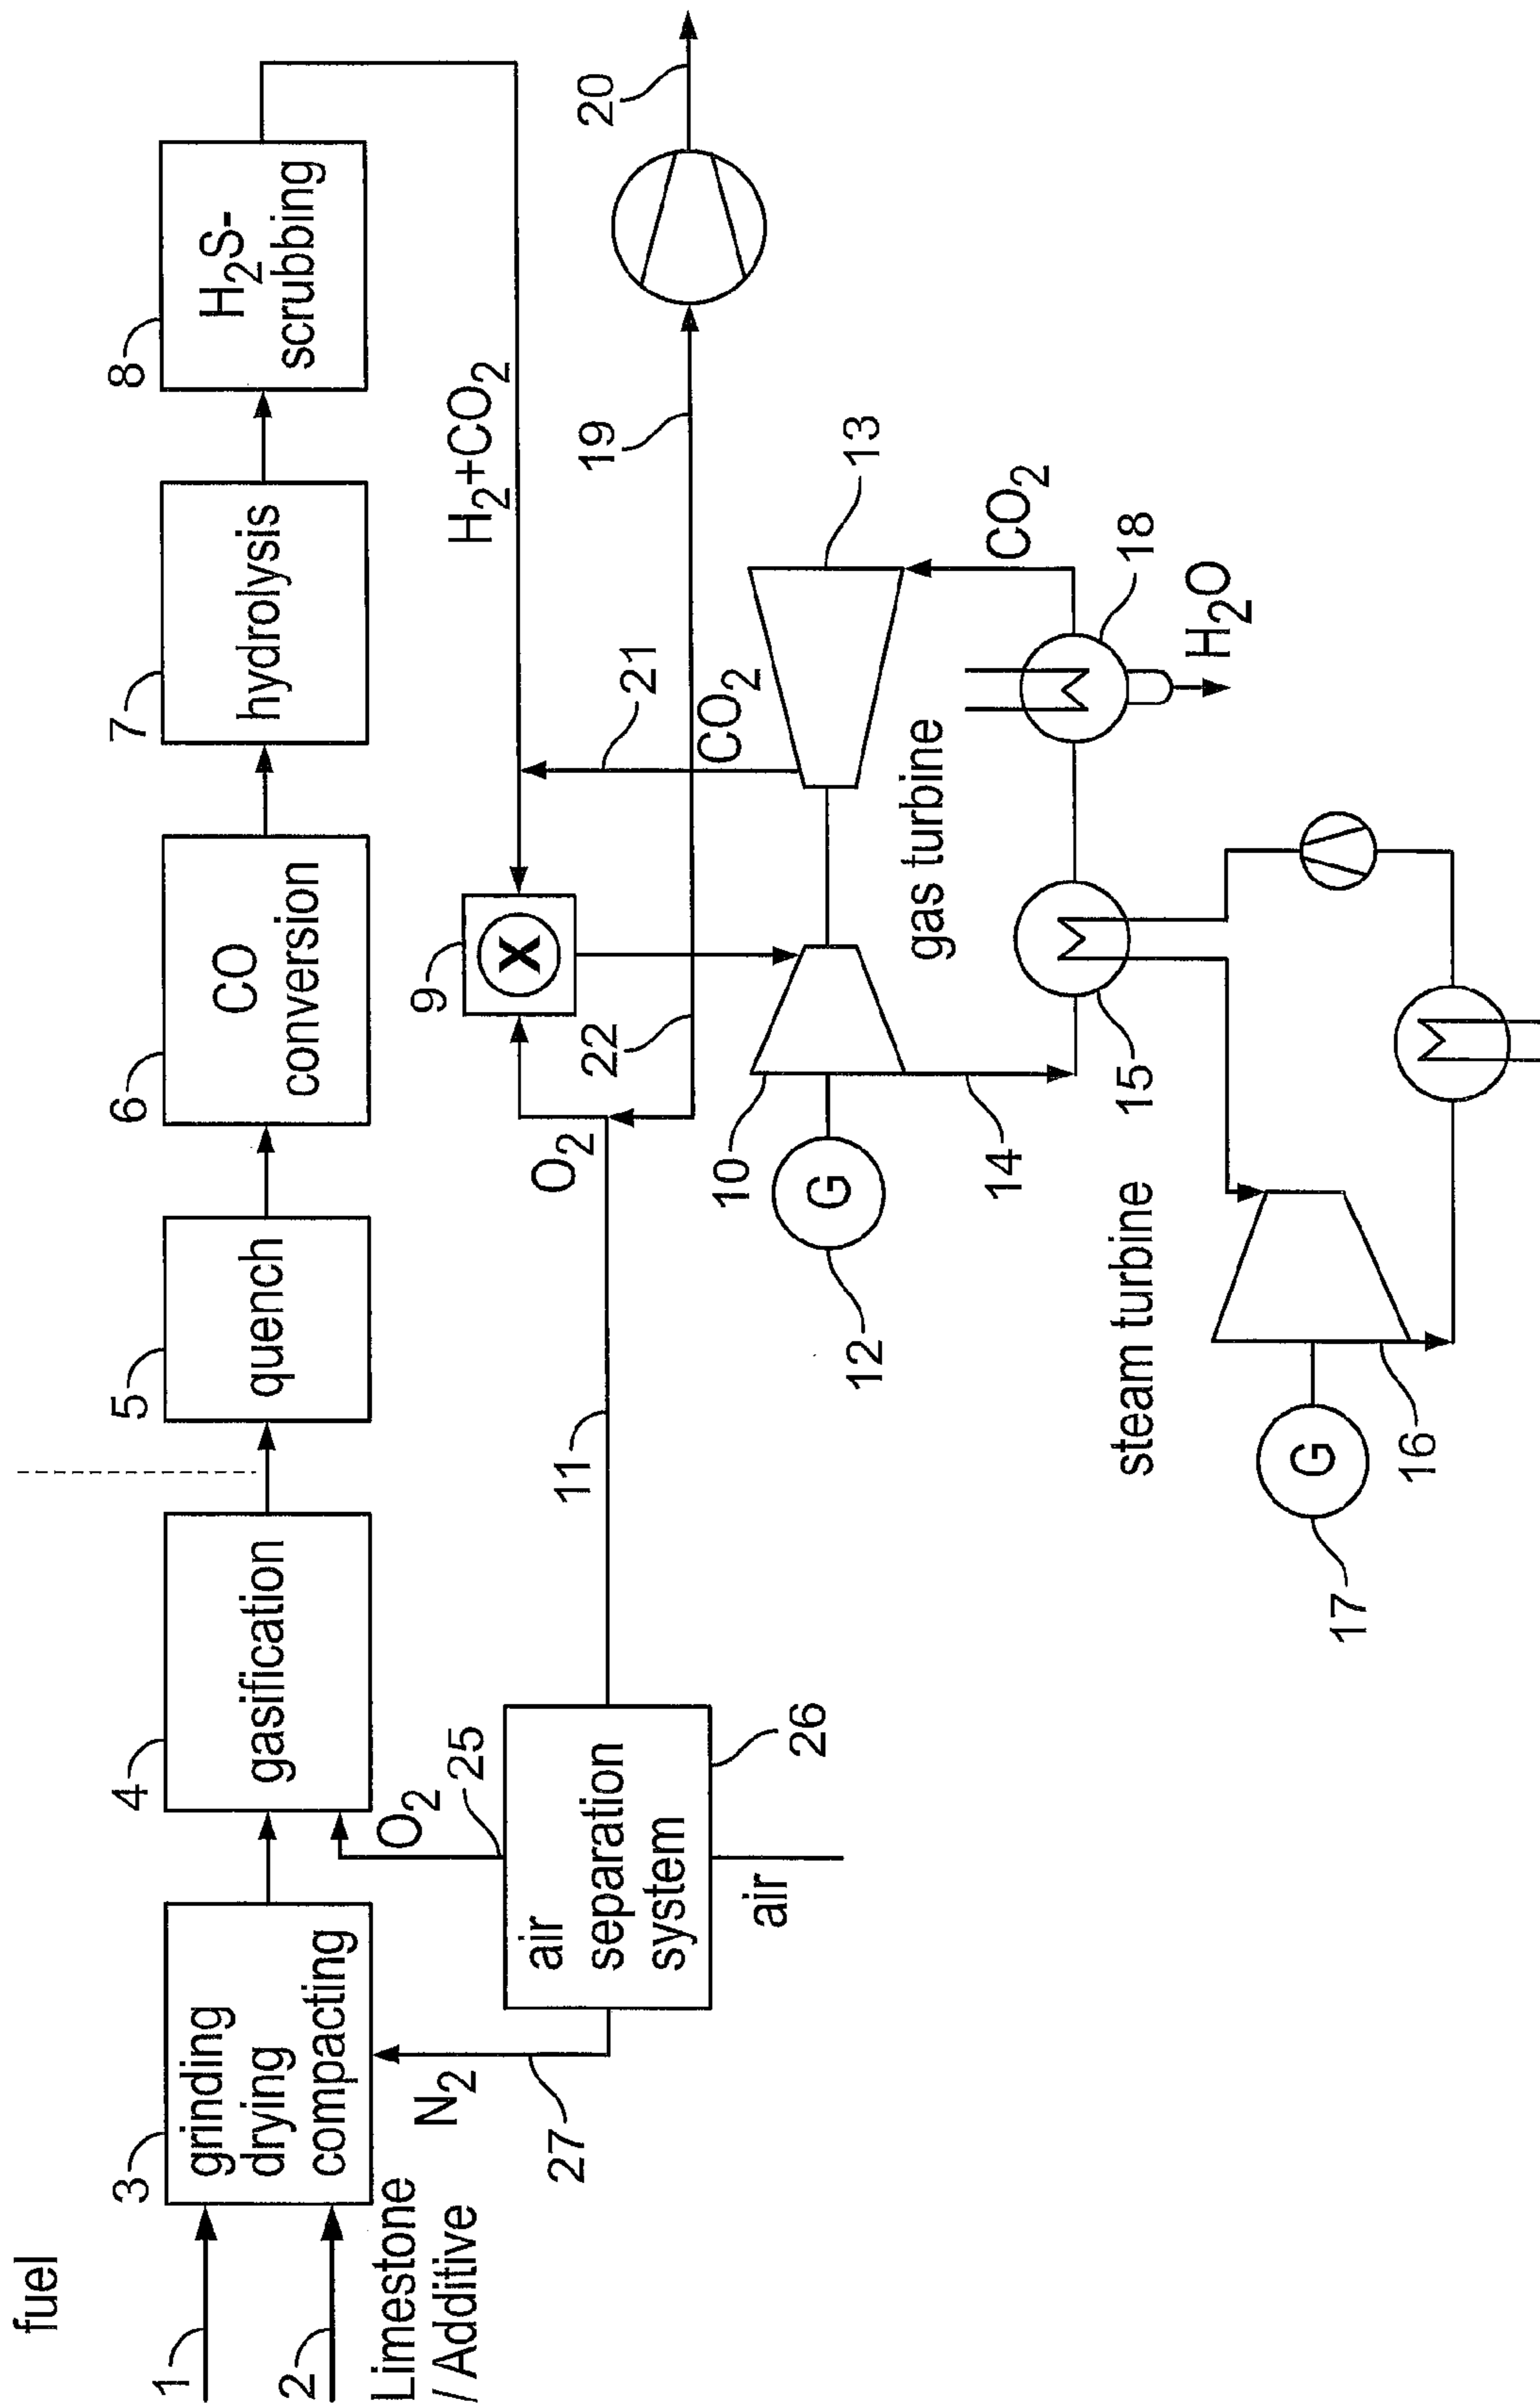 fuel
1
2
Limestone
/ Additive
3
grinding
drying
compacting
4
gasification
5
quench
6
CO
conversion
7
hydrolysis
8
H₂S-
scrubbing
N₂
27
O₂
25
air
separation
system
26
air
11
O₂
9
X
22
H₂+CO₂
21
CO₂
19
20
10
G
12
13
gas turbine
14
15
CO₂
18
H₂O
steam turbine
G
17
16